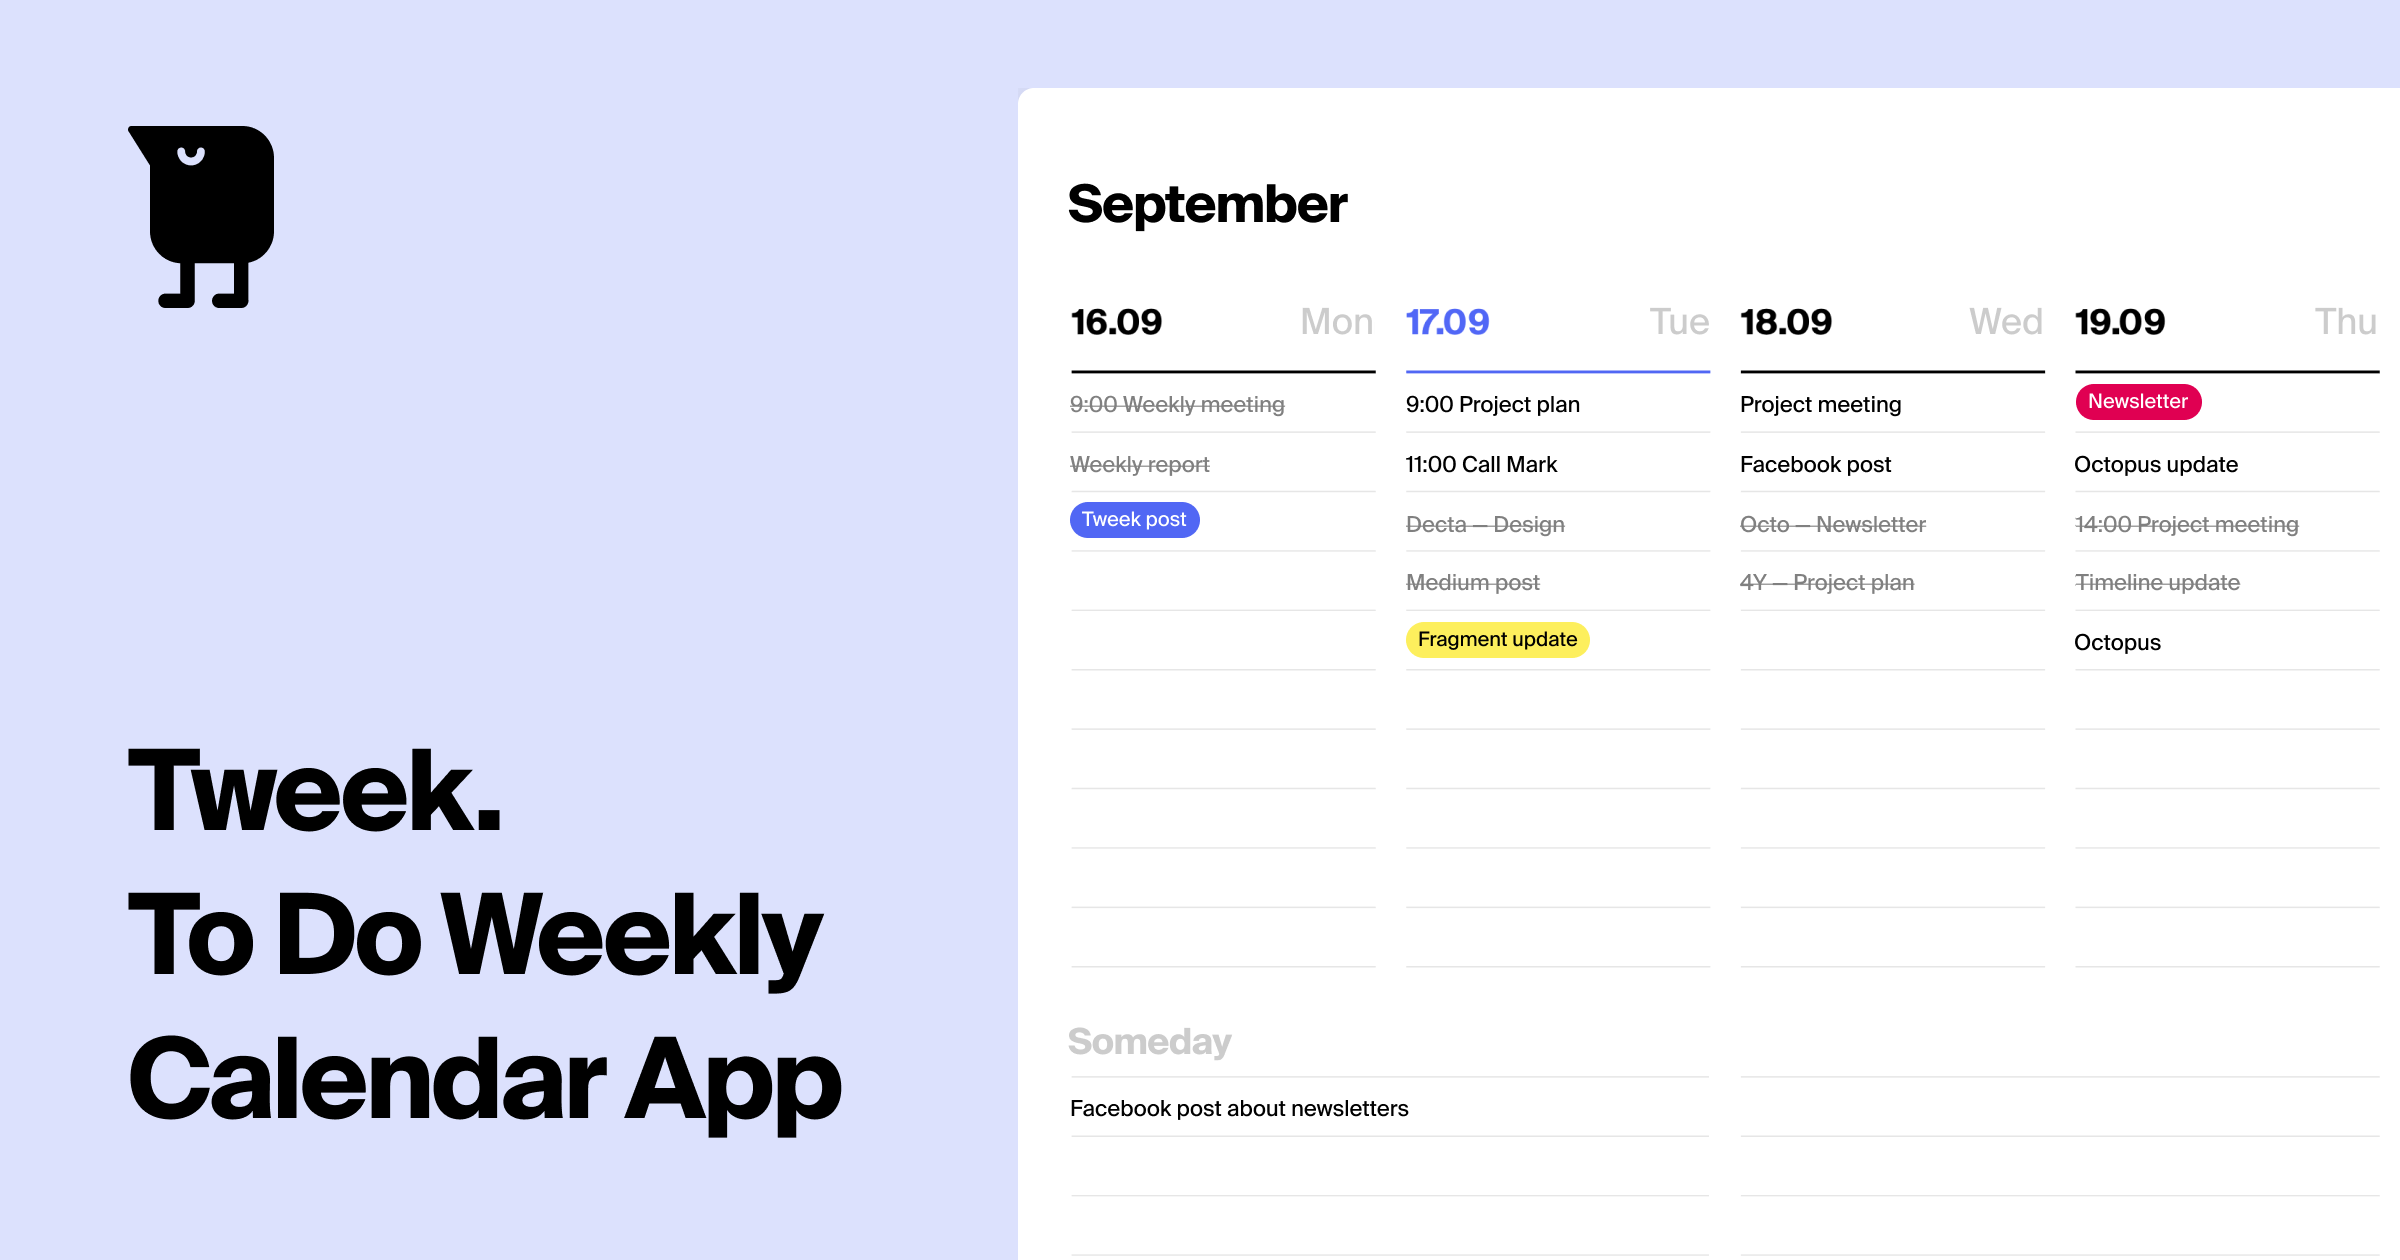 Tweek.
To Do Weekly
Calendar App
September
16.09 Mon
9:00 Weekly meeting
Weekly report
Tweek post
17.09 Tue
9:00 Project plan
11:00 Call Mark
Decta — Design
Medium post
Fragment update
18.09 Wed
Project meeting
Facebook post
Octo — Newsletter
4Y — Project plan
19.09 Thu
Newsletter
Octopus update
14:00 Project meeting
Timeline update
Octopus
Someday
Facebook post about newsletters